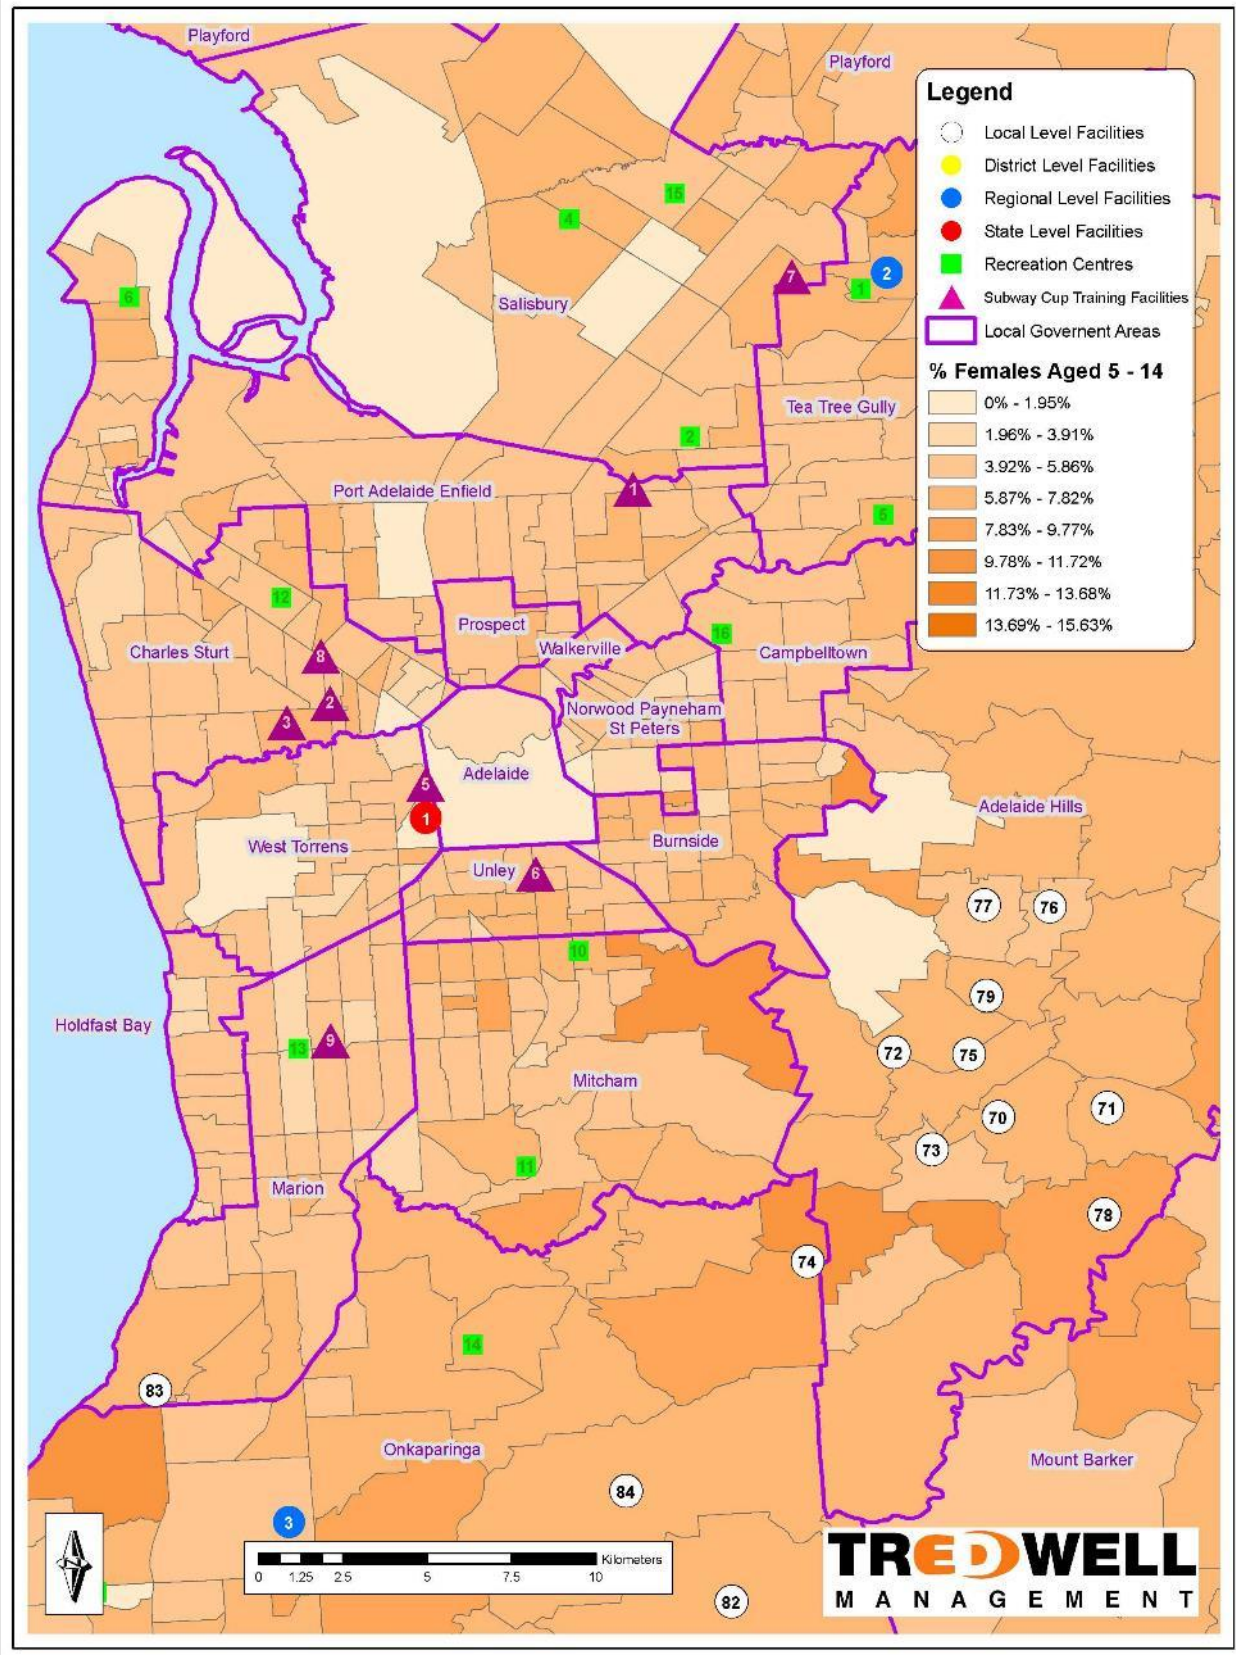 Playford
Playford
Legend
Local Level Facilities
District Level Facilities
Regional Level Facilities
State Level Facilities
Recreation Centres
Subway Cup Training Facilities
Local Governent Areas
% Females Aged 5 - 14
0% - 1.95%
1.96% - 3.91%
3.92% - 5.86%
5.87% - 7.82%
7.83% - 9.77%
9.78% - 11.72%
11.73% - 13.68%
13.69% - 15.63%
15
4
6
7
1
2
Salisbury
Tea Tree Gully
2
Port Adelaide Enfield
1
5
12
Prospect
16
Charles Sturt
8
Walkerville
Campbelltown
2
3
Norwood Payneham
St Peters
Adelaide
5
1
Adelaide Hills
West Torrens
Burnside
Unley
6
77
76
10
79
Holdfast Bay
13
9
72
75
Mitcham
70
71
73
11
Marion
78
74
14
83
Onkaparinga
Mount Barker
84
3
N
Kilometers
0 1.25 2.5 5 7.5 10
82
TREDWELL
MANAGEMENT